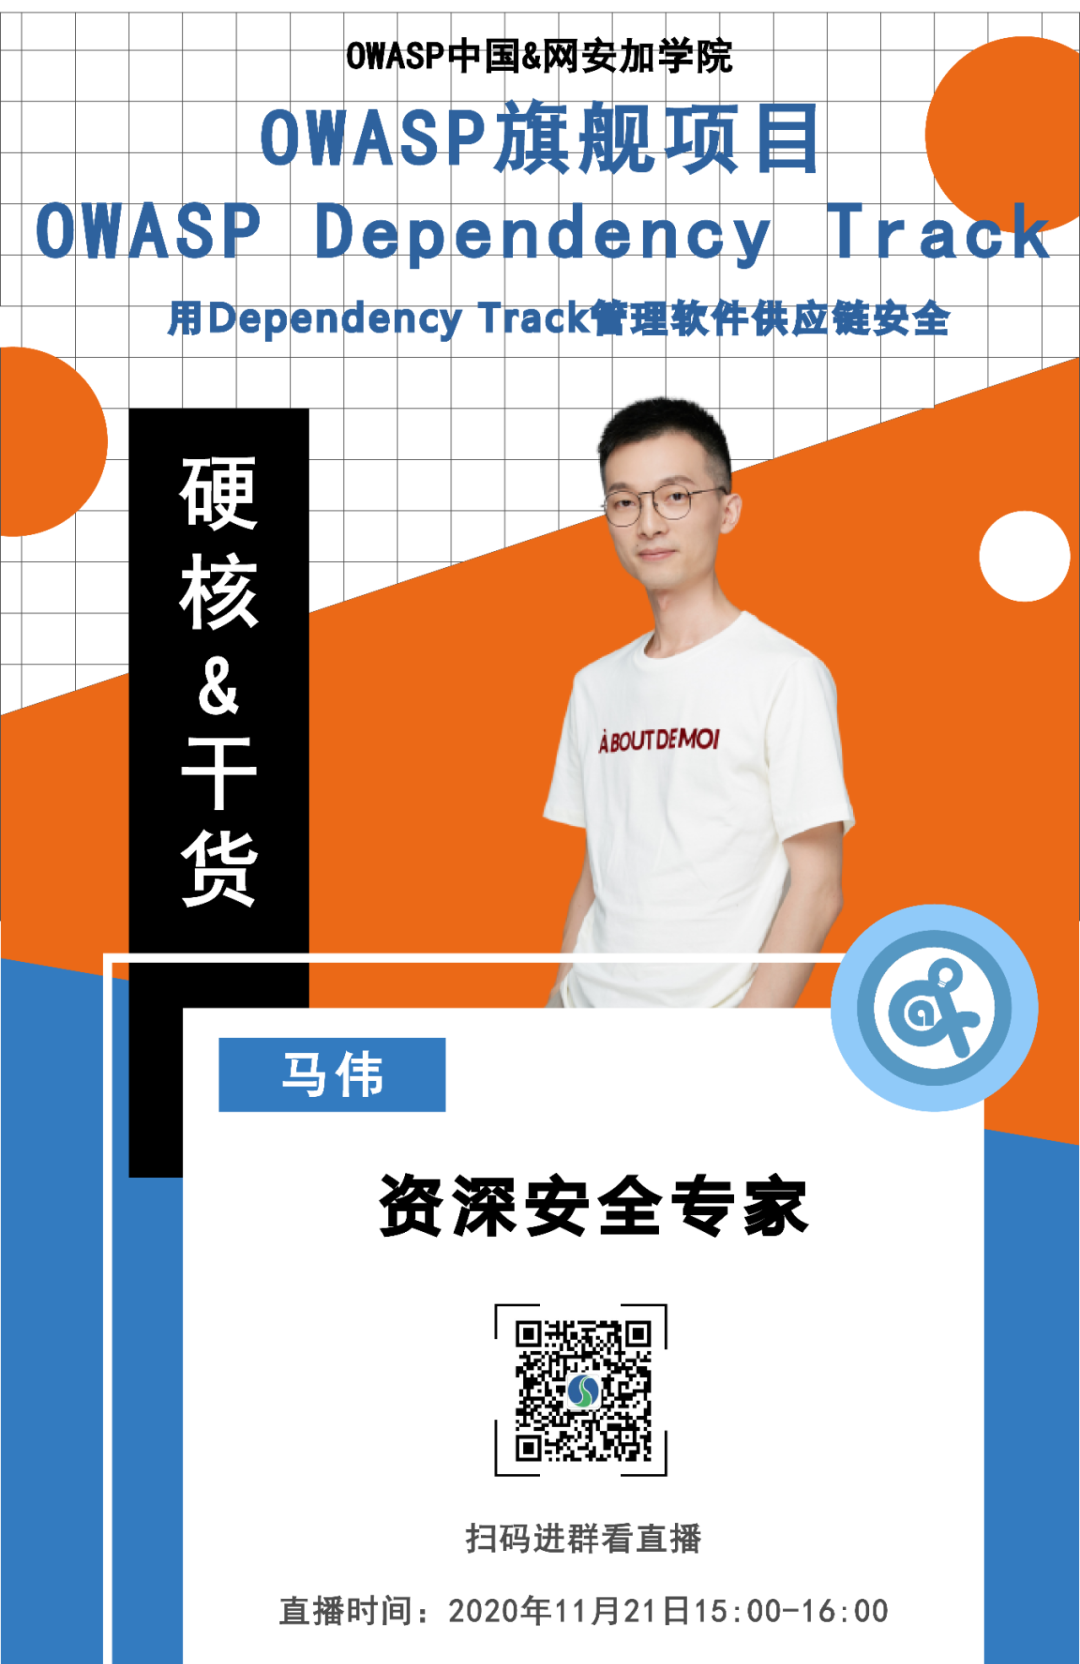 OWASP中国&网安加学院
OWASP旗舰项目
OWASP Dependency Track
用Dependency Track管理软件供应链安全
硬核&干货
ÀBOUT DE MOI
马伟
资深安全专家
扫码进群看直播
直播时间：2020年11月21日15:00-16:00